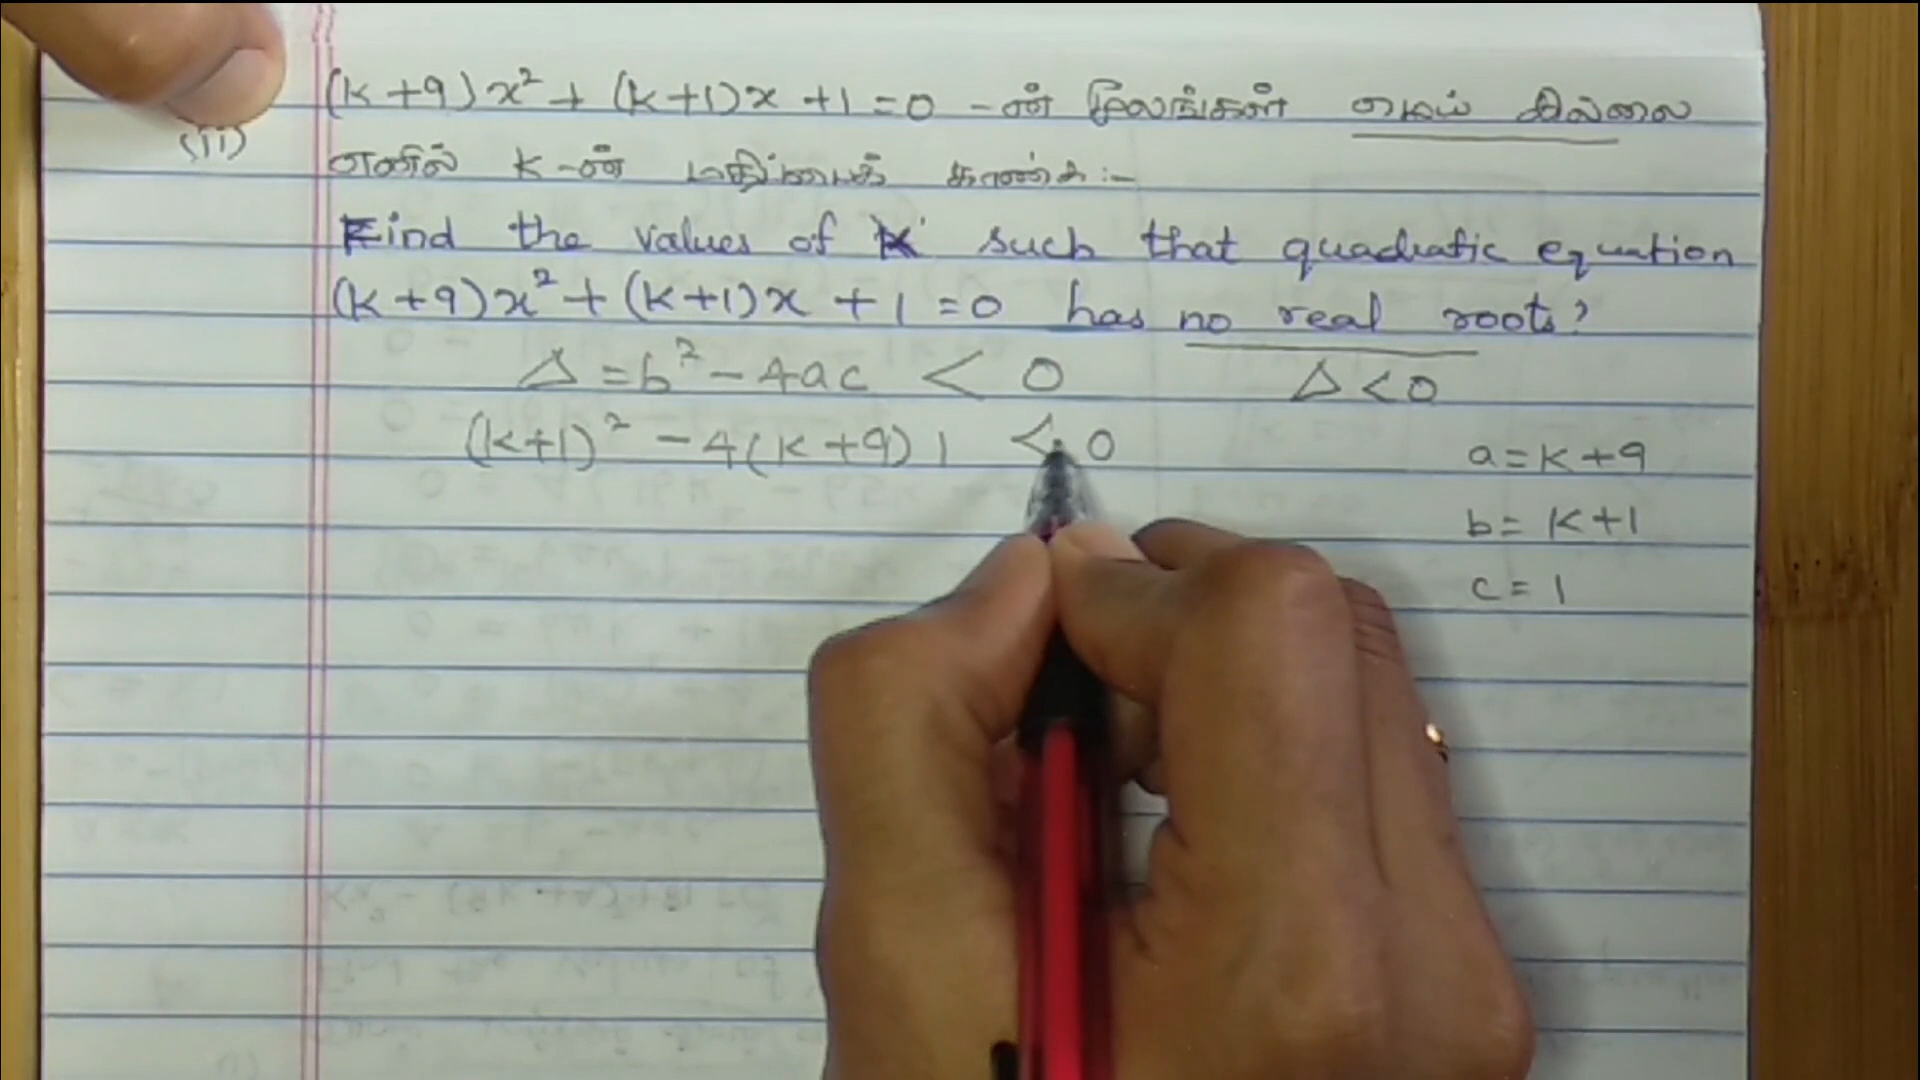 (k+9)x² + (k+1)x + 1 = 0 -ன் மூலங்கள் மெய் இல்லை
(ii)
எனில் k-ன் மதிப்பைக் காண்க :-
Find the values of K such that quadratic equation
(k+9)x² + (k+1)x + 1 = 0 has no real roots?
Δ = b² - 4ac < 0 Δ < 0
(k+1)² - 4(k+9) 1 < 0 a = k+9
b = k+1
c = 1